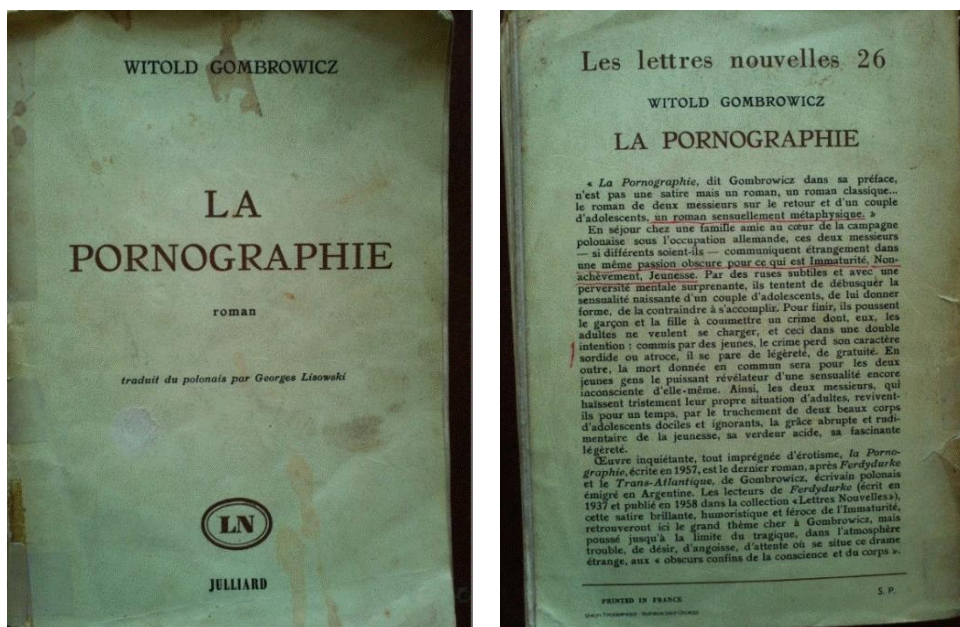 WITOLD GOMBROWICZ
LA
PORNOGRAPHIE
roman
traduit du polonais par Georges Lisowski
LN
JULLIARD
Les lettres nouvelles 26
WITOLD GOMBROWICZ
LA PORNOGRAPHIE
« La Pornographie, dit Gombrowicz dans sa préface,
n'est pas une satire mais un roman, un roman classique...
le roman de deux messieurs sur le retour et d'un couple
d'adolescents, un roman sensuellement métaphysique. »
En séjour chez une famille amie au cœur de la campagne
polonaise sous l'occupation allemande, ces deux messieurs
— si différents soient-ils — communiquent étrangement dans
une même passion obscure pour ce qui est Immaturité, Non-
achèvement, Jeunesse. Par des ruses subtiles et avec une
perversité mentale surprenante, ils tentent de débusquer la
sensualité naissante d'un couple d'adolescents, de lui donner
forme, de la contraindre à s'accomplir. Pour finir, ils poussent
le garçon et la fille à commettre un crime dont, eux, les
adultes ne veulent se charger, et ceci dans une double
intention : commis par des jeunes, le crime perd son caractère
sordide ou atroce, il se pare de légèreté, de gratuité. En
outre, la mort donnée en commun sera pour les deux
jeunes gens le puissant révélateur d'une sensualité encore
inconsciente d'elle-même. Ainsi, les deux messieurs, qui
haïssent tristement leur propre situation d'adultes, revivent-
ils pour un temps, par le truchement de deux beaux corps
d'adolescents dociles et ignorants, la grâce abrupte et rudi-
mentaire de la jeunesse, sa verdeur acide, sa fascinante
légèreté.
Œuvre inquiétante, tout imprégnée d'érotisme, la Porno-
graphie, écrite en 1957, est le dernier roman, après Ferdydurke
et le Trans-Atlantique, de Gombrowicz, écrivain polonais
émigré en Argentine. Les lecteurs de Ferdydurke (écrit en
1937 et publié en 1958 dans la collection «Lettres Nouvelles»),
cette satire brillante, humoristique et féroce de l'Immaturité,
retrouveront ici le grand thème cher à Gombrowicz, mais
poussé jusqu'à la limite du tragique, dans l'atmosphère
trouble, de désir, d'angoisse, d'attente où se situe ce drame
étrange, aux « obscurs confins de la conscience et du corps ».
S. P.
PRINTED IN FRANCE